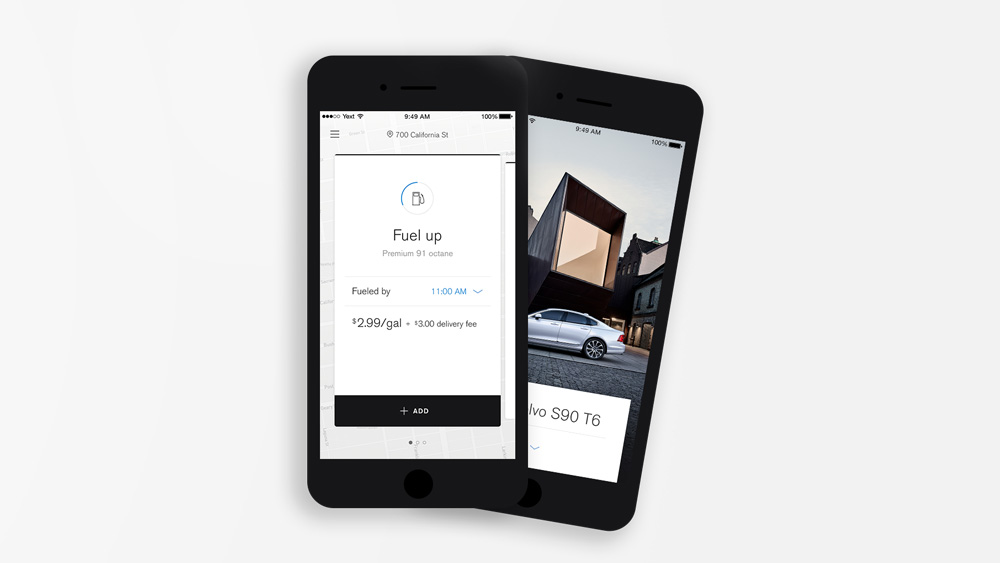 Yext 9:49 AM 100%
700 California St
Fuel up
Premium 91 octane
Fueled by 11:00 AM
$2.99/gal + $3.00 delivery fee
+ ADD
9:49 AM 100%
lvo S90 T6